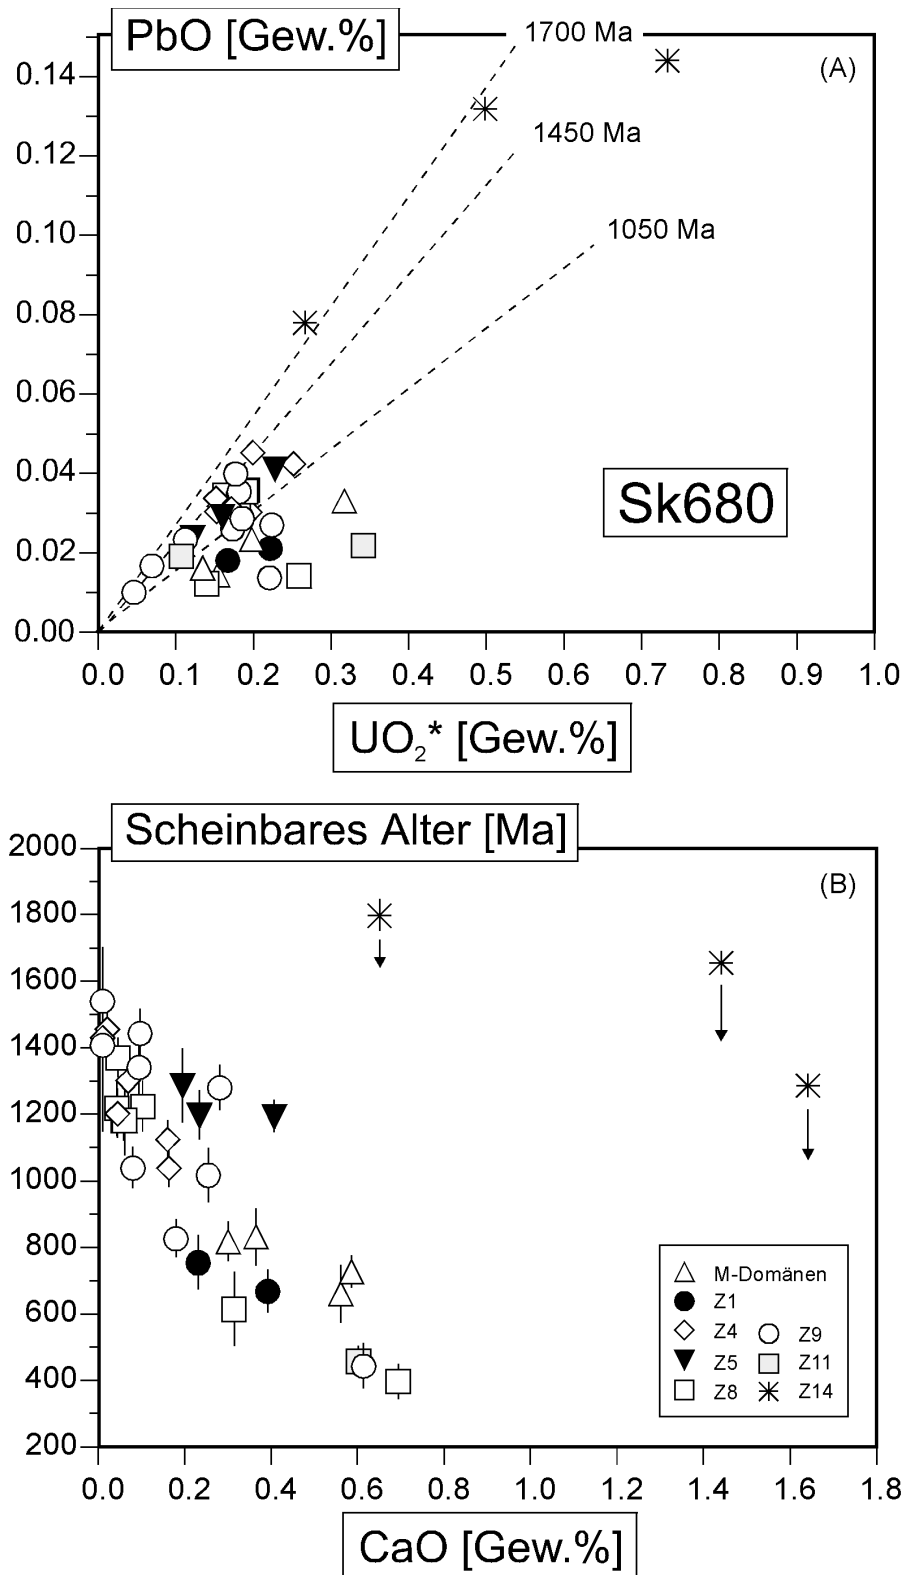 PbO [Gew.%]
1700 Ma
(A)
0.14
1450 Ma
0.12
1050 Ma
0.10
0.08
0.06
0.04
Sk680
0.02
0.00
0.0 0.1 0.2 0.3 0.4 0.5 0.6 0.7 0.8 0.9 1.0
UO₂* [Gew.%]
Scheinbares Alter [Ma]
2000
(B)
1800
1600
1400
1200
1000
800
600
400
200
M-Domänen
Z1
Z4 Z9
Z5 Z11
Z8 Z14
0.0 0.2 0.4 0.6 0.8 1.0 1.2 1.4 1.6 1.8
CaO [Gew.%]